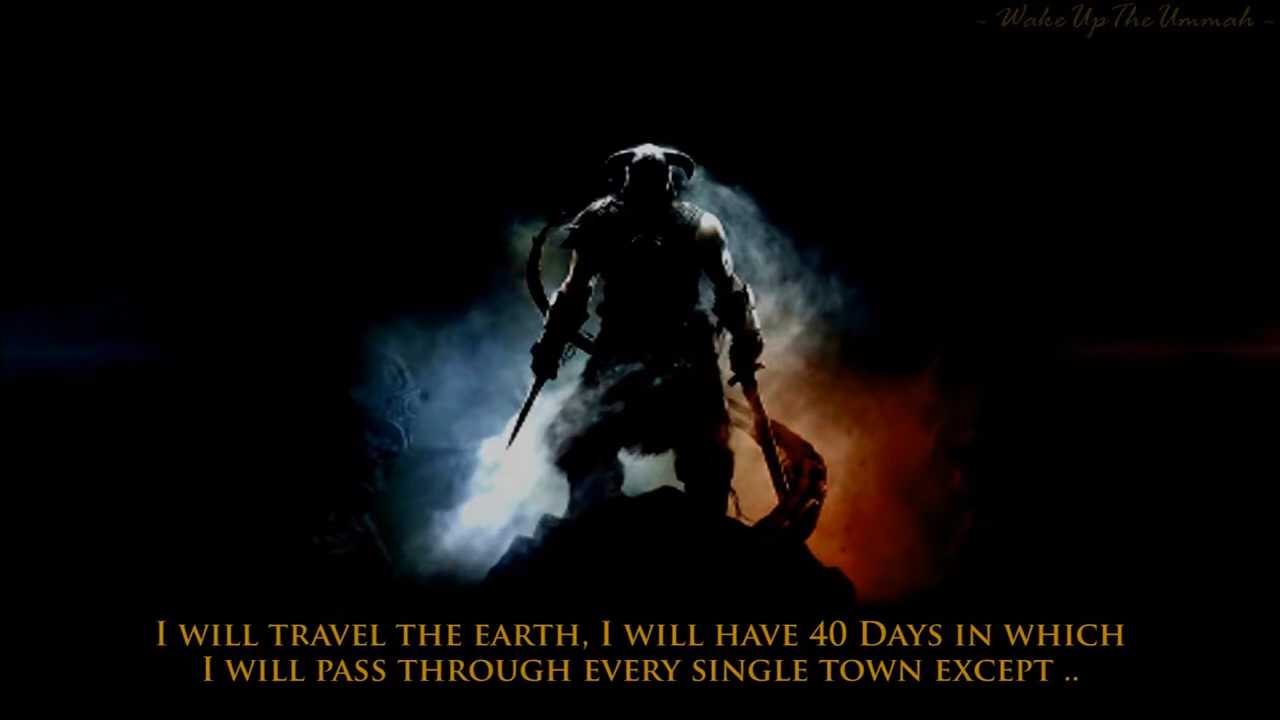 ~ Wake Up The Ummah ~
I WILL TRAVEL THE EARTH, I WILL HAVE 40 DAYS IN WHICH
I WILL PASS THROUGH EVERY SINGLE TOWN EXCEPT ..